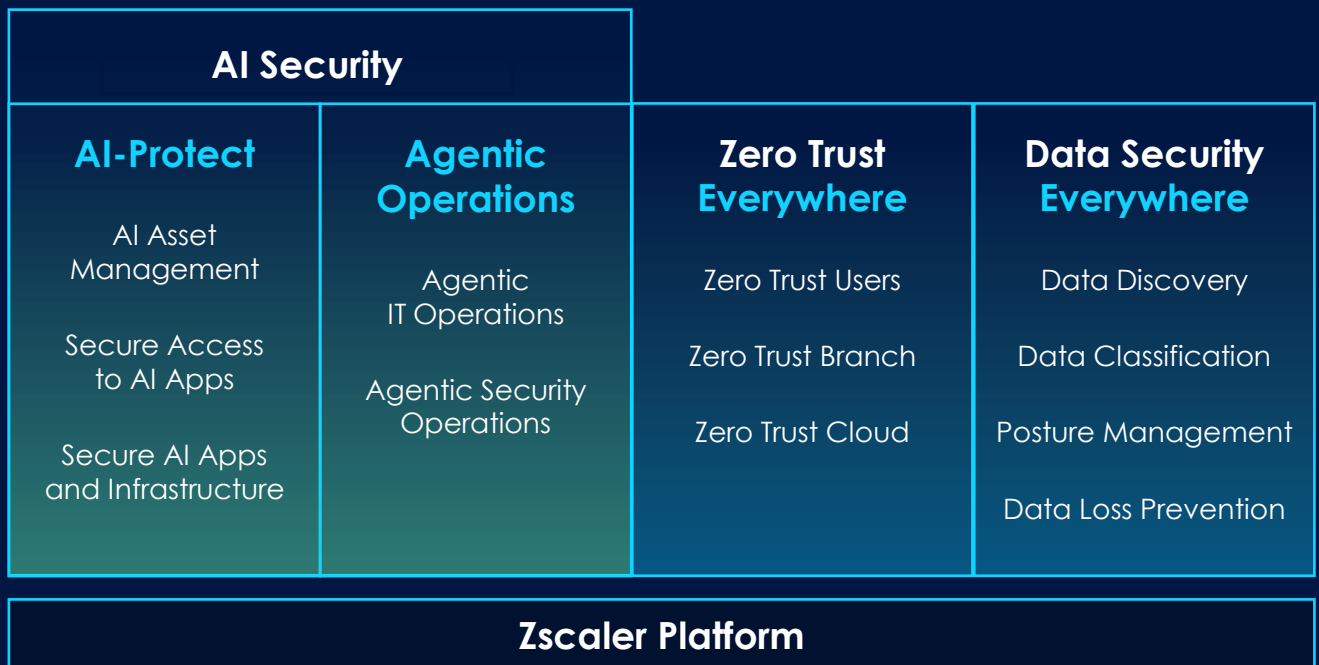 AI Security
AI-Protect
AI Asset
Management
Secure Access
to AI Apps
Secure AI Apps
and Infrastructure
Agentic
Operations
Agentic
IT Operations
Agentic Security
Operations
Zero Trust
Everywhere
Zero Trust Users
Zero Trust Branch
Zero Trust Cloud
Data Security
Everywhere
Data Discovery
Data Classification
Posture Management
Data Loss Prevention
Zscaler Platform